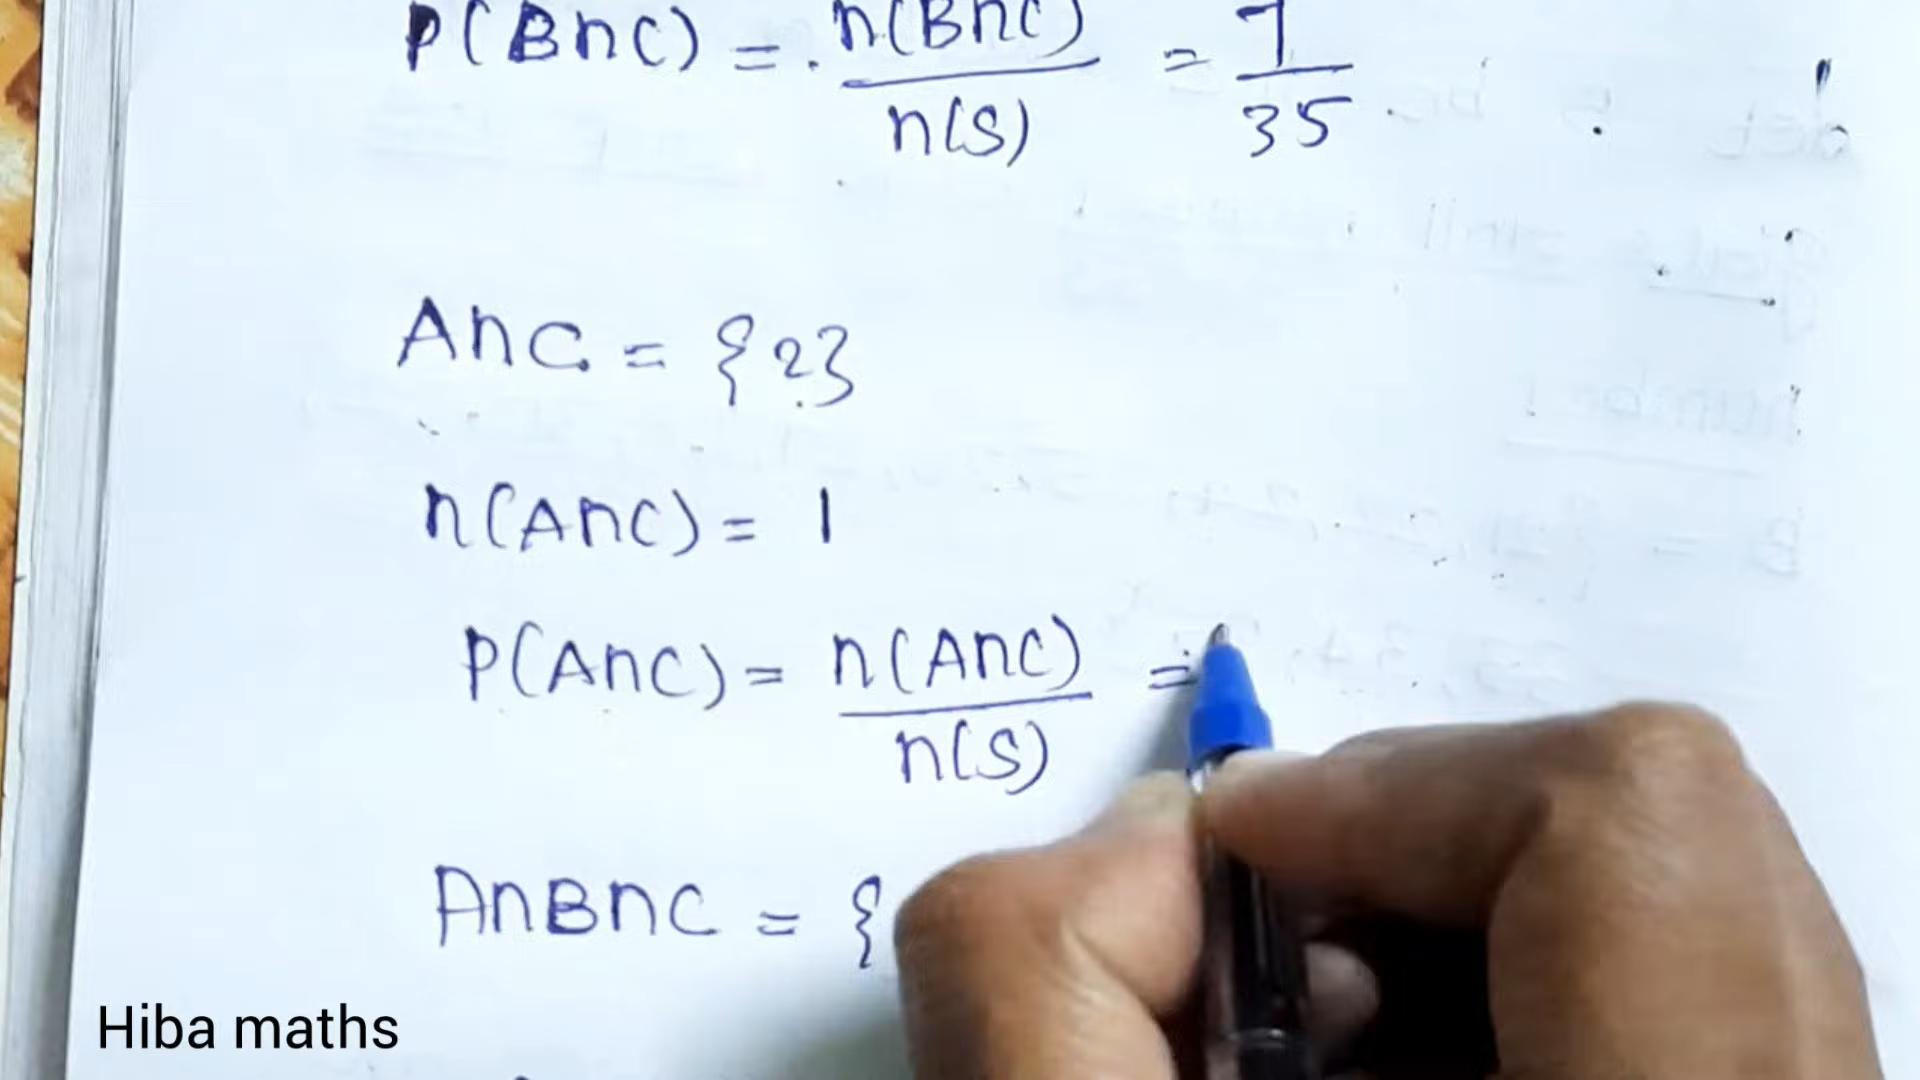 P(B∩C) = n(B∩C)/n(S) = 7/35
A∩C = {2}
n(A∩C) = 1
P(A∩C) = n(A∩C)/n(S) =
A∩B∩C = {
Hiba maths